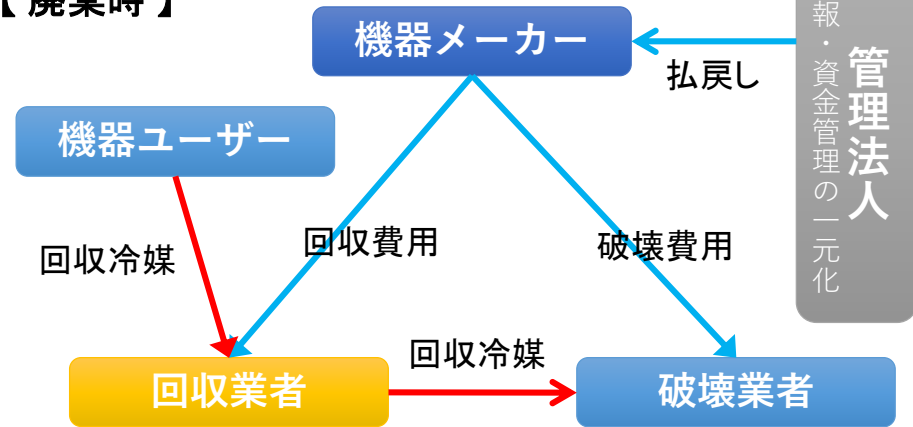 【 廃棄時 】
機器メーカー
払戻し
報・資金管理の一元化
管理法人
機器ユーザー
回収冷媒
回収費用
破壊費用
回収冷媒
回収業者
破壊業者